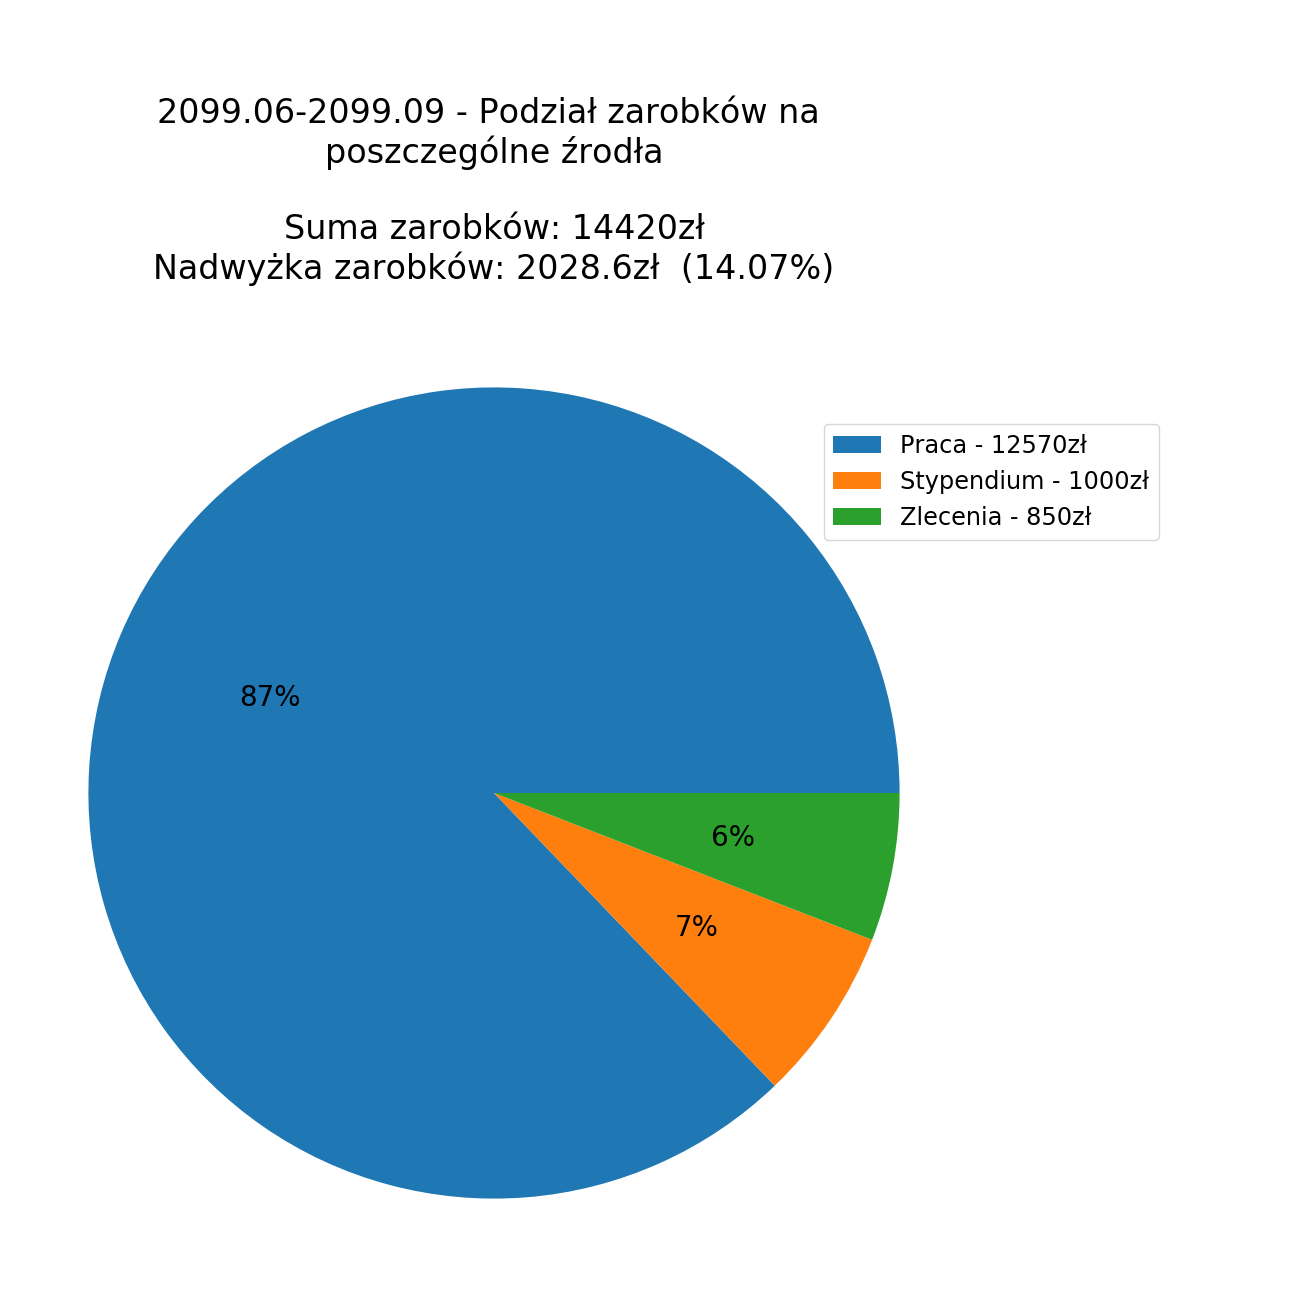 2099.06-2099.09 - Podział zarobków na
poszczególne źrodła
Suma zarobków: 14420zł
Nadwyżka zarobków: 2028.6zł  (14.07%)
Praca - 12570zł
Stypendium - 1000zł
Zlecenia - 850zł
87%
6%
7%